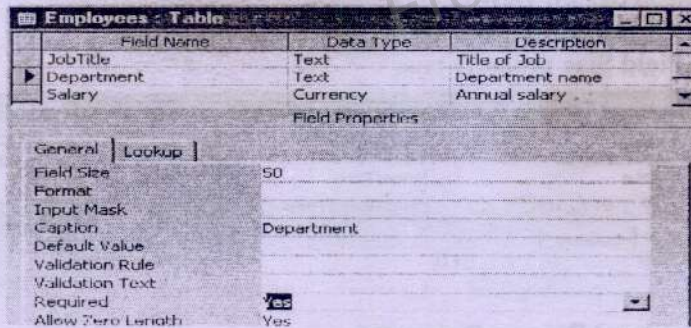 Employees : Table
Field Name Data Type Description
JobTitle Text Title of Job
Department Text Department name
Salary Currency Annual salary
Field Properties
General Lookup
Field Size 50
Format
Input Mask
Caption Department
Default Value
Validation Rule
Validation Text
Required Yes
Allow Zero Length Yes